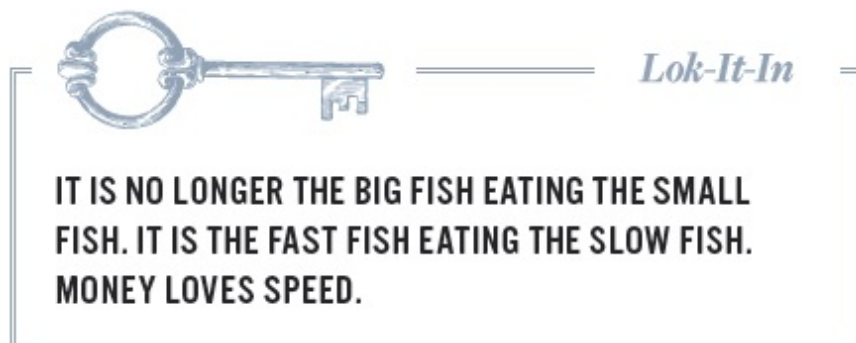 Lok-It-In
IT IS NO LONGER THE BIG FISH EATING THE SMALL
FISH. IT IS THE FAST FISH EATING THE SLOW FISH.
MONEY LOVES SPEED.